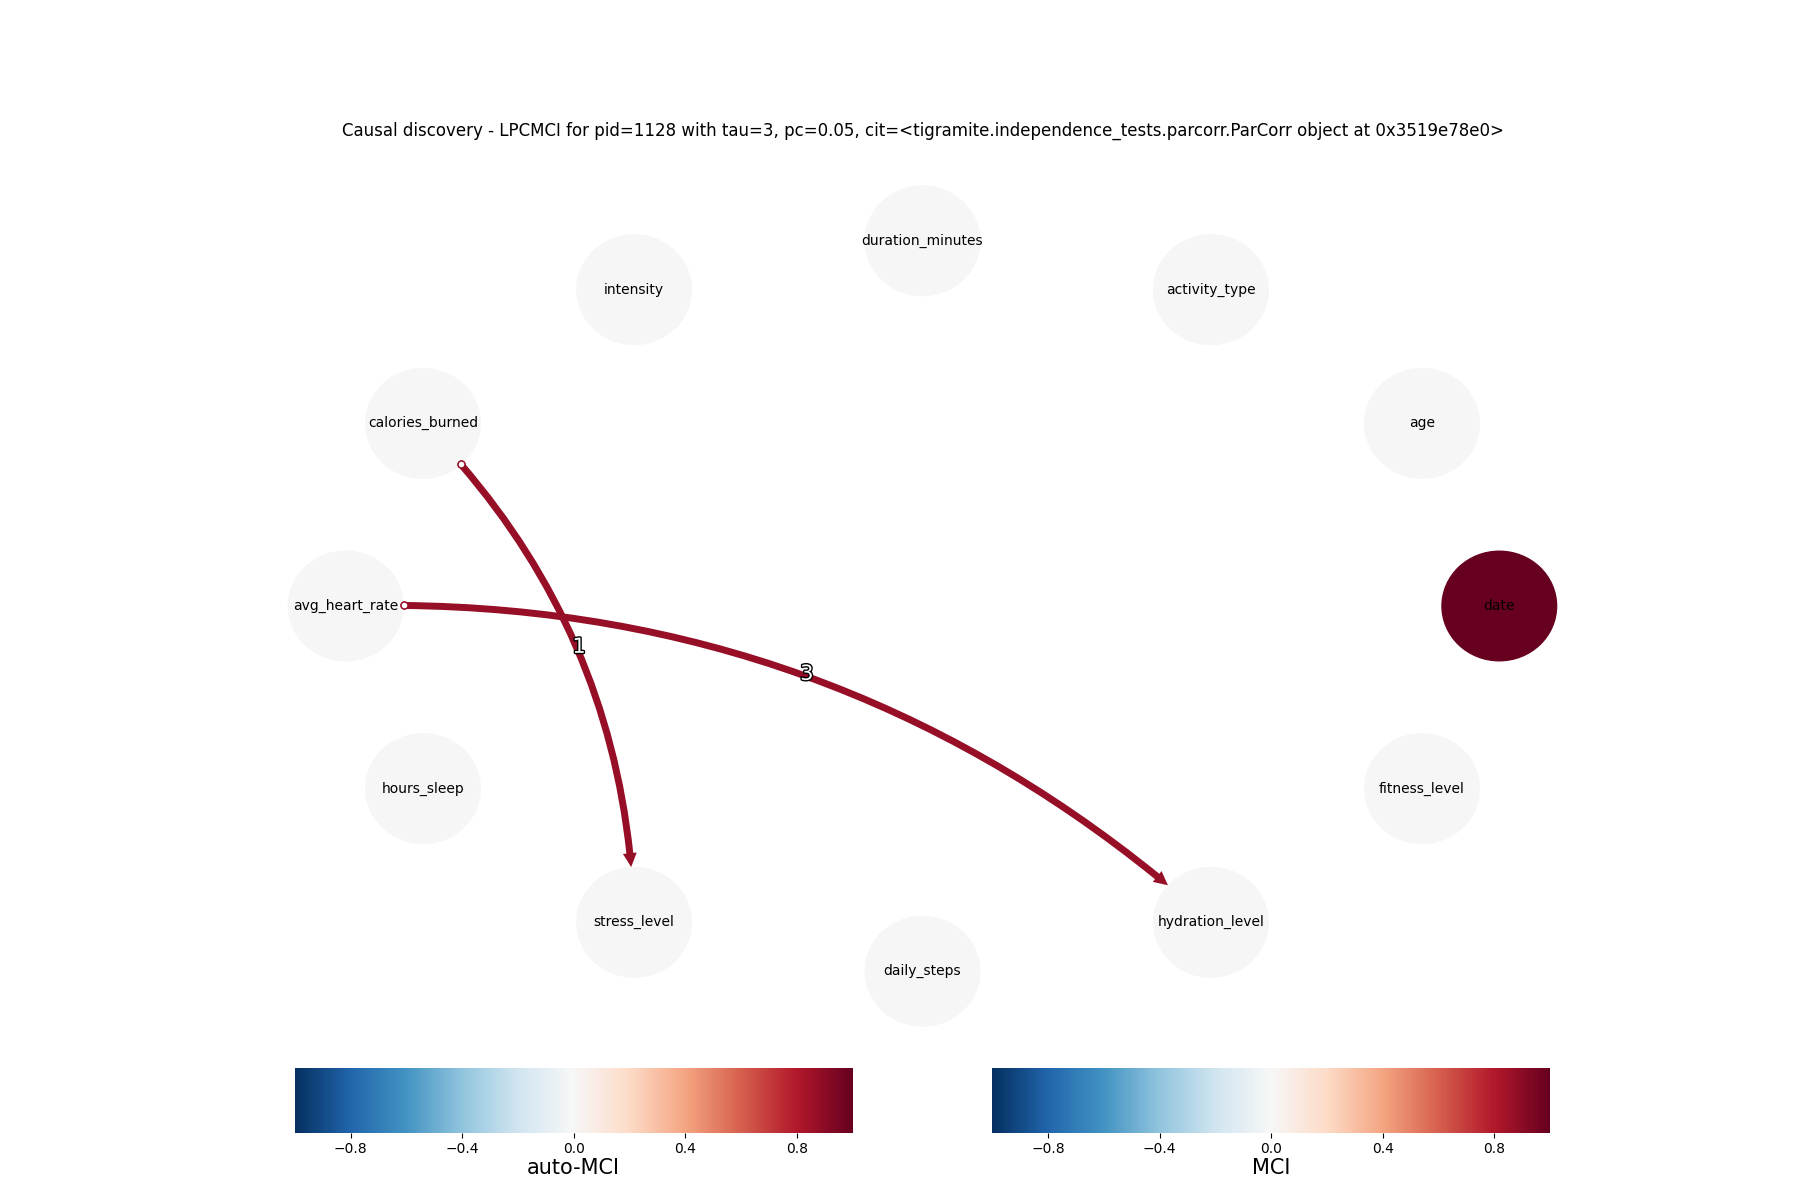 Causal discovery - LPCMCI for pid=1128 with tau=3, pc=0.05, cit=<tigramite.independence_tests.parcorr.ParCorr object at 0x3519e78e0>
duration_minutes
intensity
activity_type
calories_burned
age
avg_heart_rate
date
1
3
hours_sleep
fitness_level
stress_level
hydration_level
daily_steps
−0.8 −0.4 0.0 0.4 0.8
auto-MCI
−0.8 −0.4 0.0 0.4 0.8
MCI